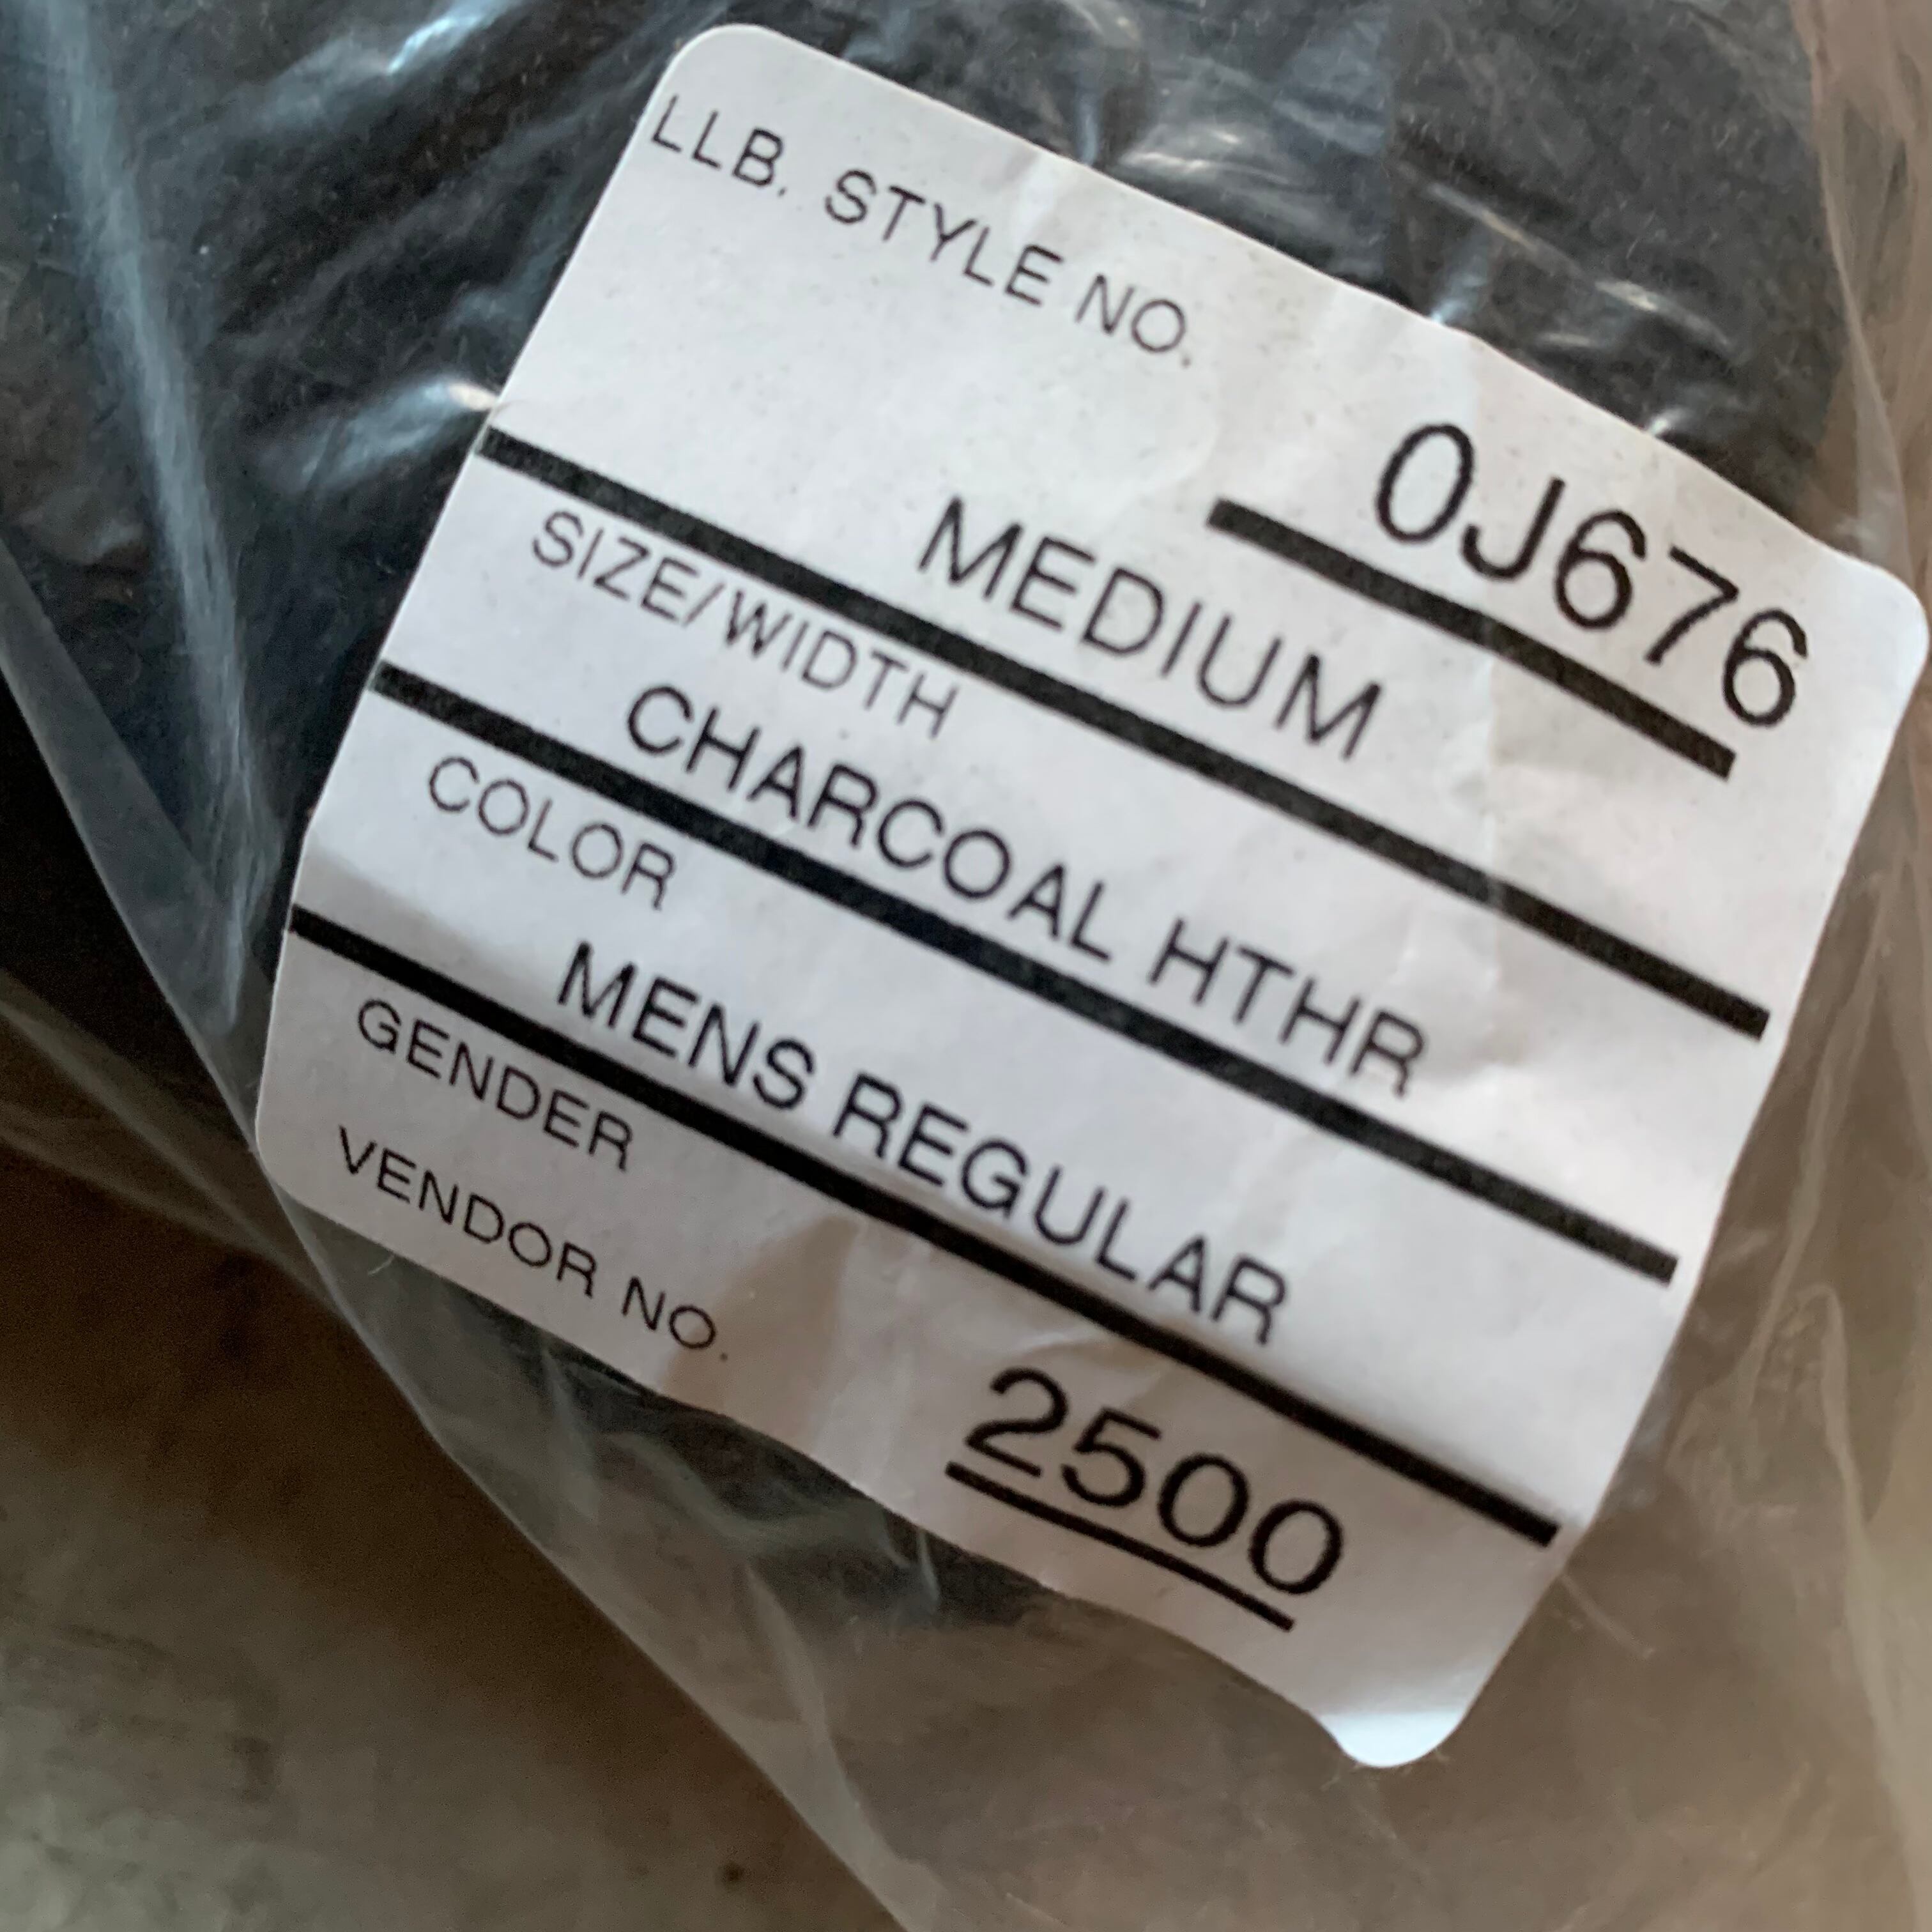 LLB. STYLE NO.
0J676
MEDIUM
SIZE/WIDTH
CHARCOAL HTHR
COLOR
MENS REGULAR
GENDER
VENDOR NO.
2500